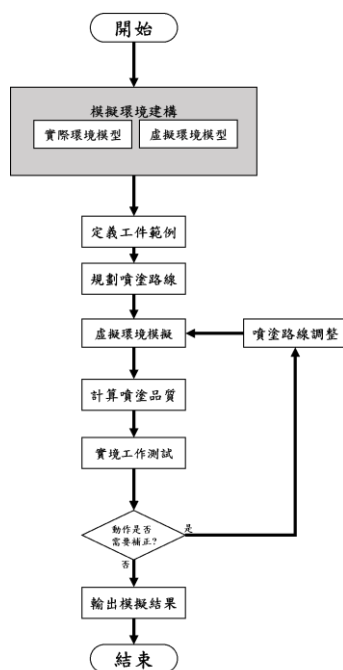 開始
模擬環境建構
實際環境模型
虛擬環境模型
定義工件範例
規劃噴塗路線
虛擬環境模擬
噴塗路線調整
計算噴塗品質
實境工作測試
動作是否
需要補正?
是
否
輸出模擬結果
結束